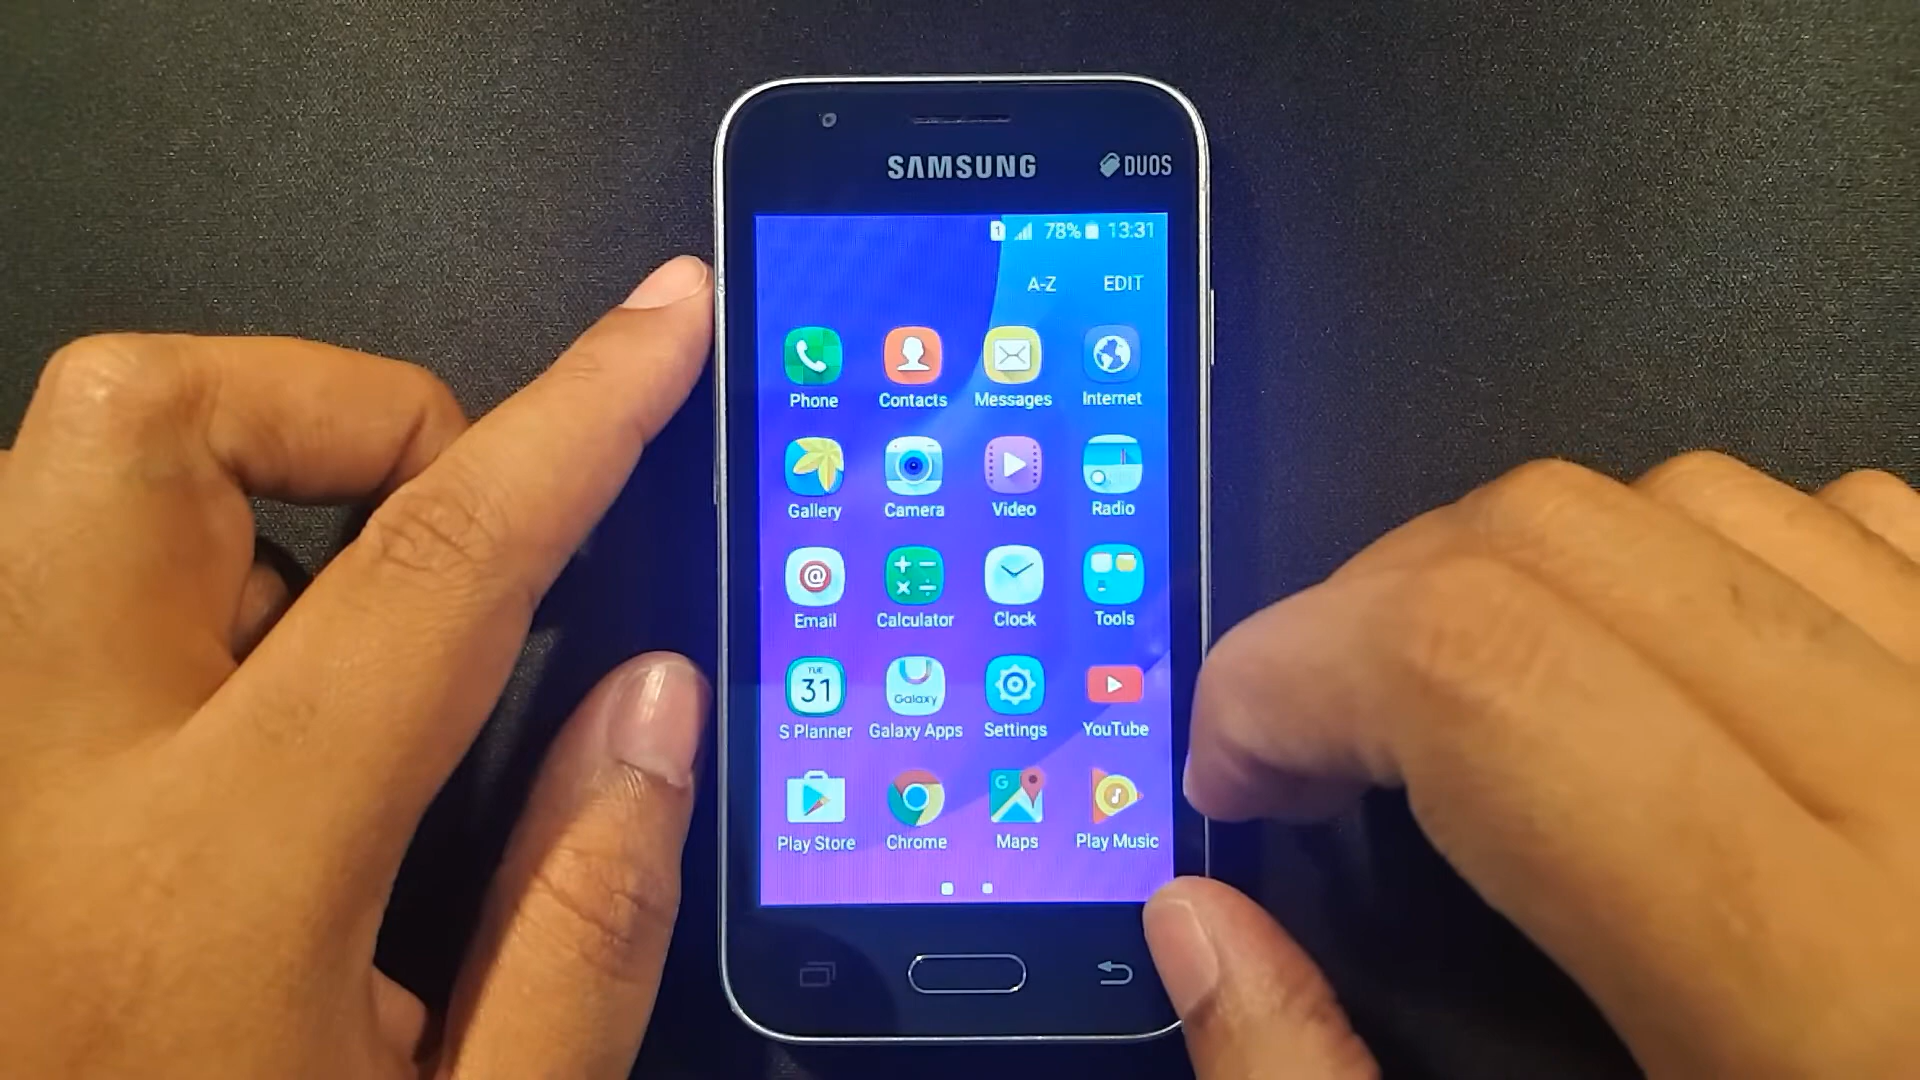 SAMSUNG
DUOS
1 78% 13:31
A-Z EDIT
Phone Contacts Messages Internet
Gallery Camera Video Radio
Email Calculator Clock Tools
TUE
31
Galaxy
S Planner Galaxy Apps Settings YouTube
G
Play Store Chrome Maps Play Music